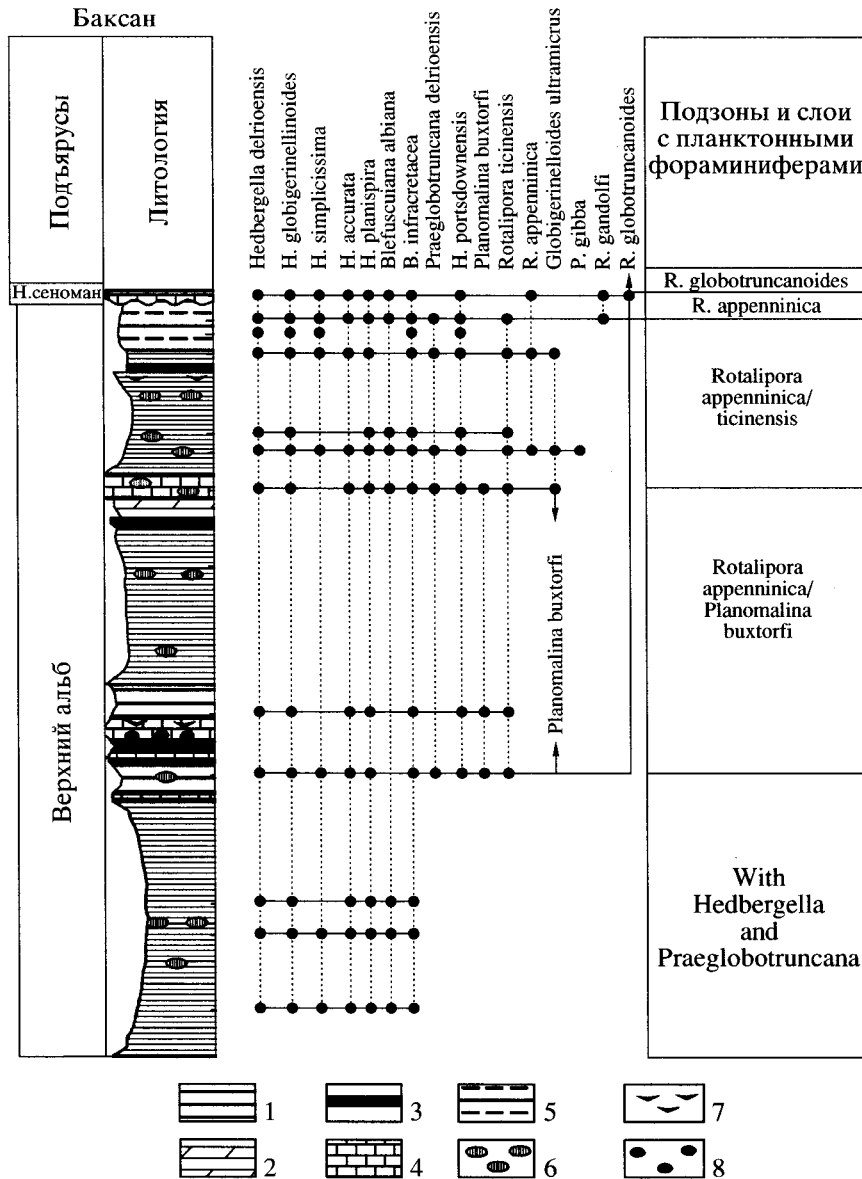 Баксан
Подъярусы
Литология
Hedbergella delrioensis
H. globigerinellinoides
H. simplicissima
H. accurata
H. planispira
Blefuscuiana albiana
B. infracretacea
Praeglobotruncana delrioensis
H. portsdownensis
Planomalina buxtorfi
Rotalipora ticinensis
R. appenninica
Globigerinelloides ultramicrus
P. gibba
R. gandolfi
R. globotruncanoides
Подзоны и слои
с планктонными
фораминиферами
Н.сеноман
Верхний альб
Planomalina buxtorfi
R. globotruncanoides
R. appenninica
Rotalipora
appenninica/
ticinensis
Rotalipora
appenninica/
Planomalina
buxtorfi
With
Hedbergella
and
Praeglobotruncana
1
3
5
7
2
4
6
8